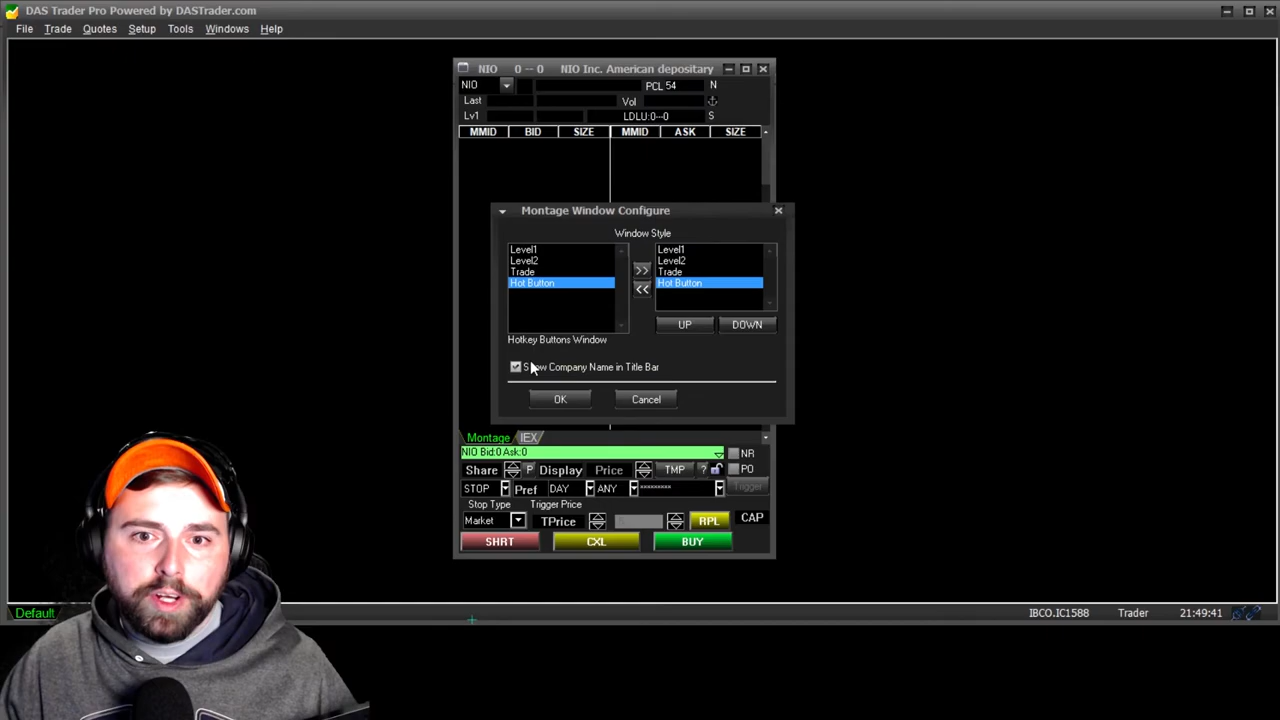 DAS Trader Pro Powered by DASTrader.com
File Trade Quotes Setup Tools Windows Help
NIO 0 -- 0 NIO Inc. American depositary
NIO PCL 54 N
Last Vol
Lv1 LDLU:0--0 S
MMID BID SIZE MMID ASK SIZE
Montage Window Configure
Window Style
Level1 Level1
Level2 >> Level2
Trade Trade
Hot Button << Hot Button
UP DOWN
Hotkey Buttons Window
Show Company Name in Title Bar
OK Cancel
Montage IEX
NIO Bid:0 Ask:0 NR
Share P Display Price TMP ? PO
STOP Pref DAY ANY ********* Trigger
Stop Type Trigger Price
Market TPrice RPL CAP
SHRT CXL BUY
Default IBCO.IC1588 Trader 21:49:41